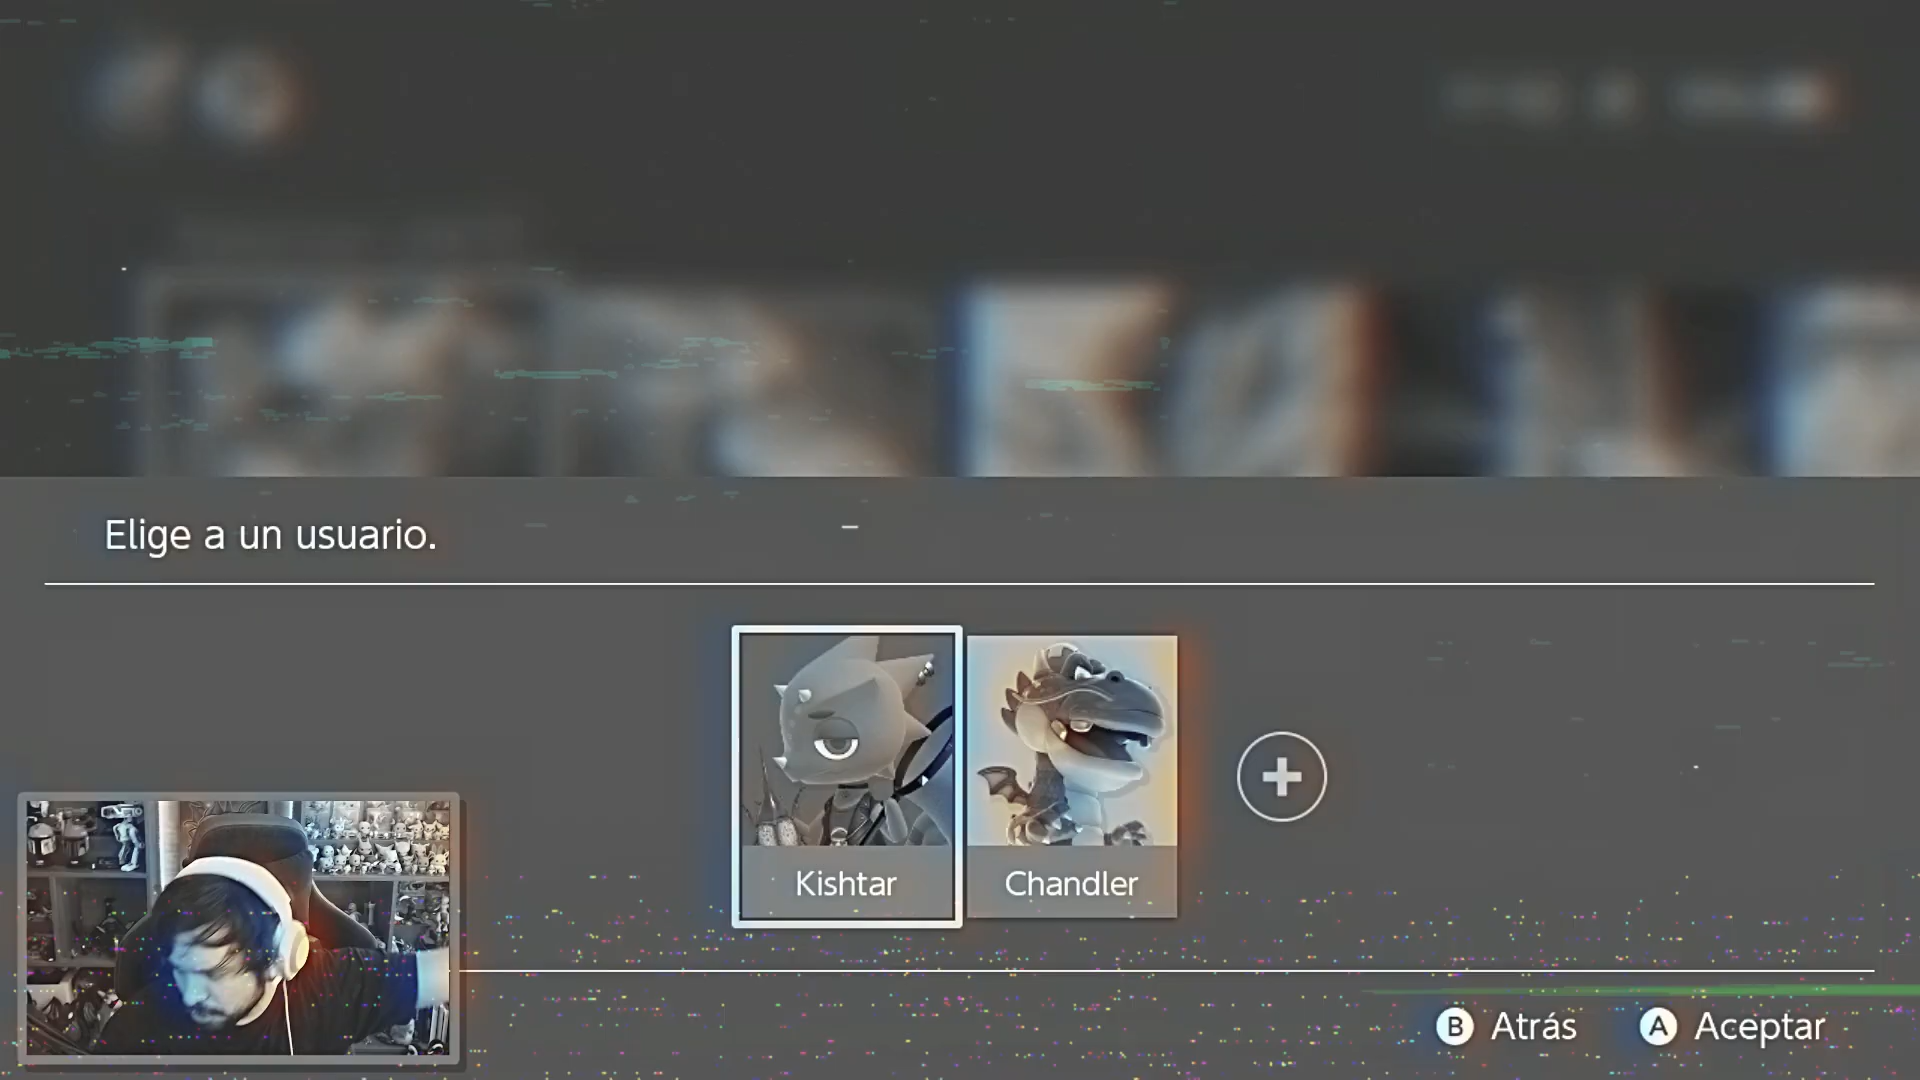 Elige a un usuario.
Kishtar
Chandler
B Atrás A Aceptar